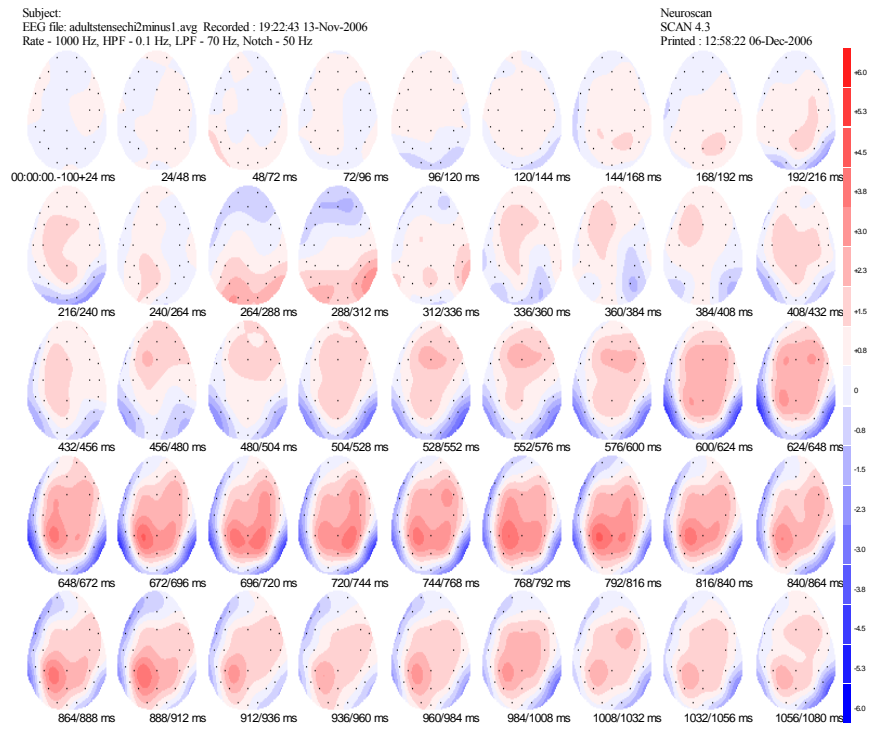 Subject:
EEG file: adultstensechi2minus1.avg Recorded : 19:22:43 13-Nov-2006
Rate - 1000 Hz, HPF - 0.1 Hz, LPF - 70 Hz, Notch - 50 Hz
Neuroscan
SCAN 4.3
Printed : 12:58:22 06-Dec-2006
00:00:00.-100+24 ms 24/48 ms 48/72 ms 72/96 ms 96/120 ms 120/144 ms 144/168 ms 168/192 ms 192/216 ms
216/240 ms 240/264 ms 264/288 ms 288/312 ms 312/336 ms 336/360 ms 360/384 ms 384/408 ms 408/432 ms
432/456 ms 456/480 ms 480/504 ms 504/528 ms 528/552 ms 552/576 ms 576/600 ms 600/624 ms 624/648 ms
648/672 ms 672/696 ms 696/720 ms 720/744 ms 744/768 ms 768/792 ms 792/816 ms 816/840 ms 840/864 ms
864/888 ms 888/912 ms 912/936 ms 936/960 ms 960/984 ms 984/1008 ms 1008/1032 ms 1032/1056 ms 1056/1080 ms
+6.0
+5.3
+4.5
+3.8
+3.0
+2.3
+1.5
+0.8
0
-0.8
-1.5
-2.3
-3.0
-3.8
-4.5
-5.3
-6.0